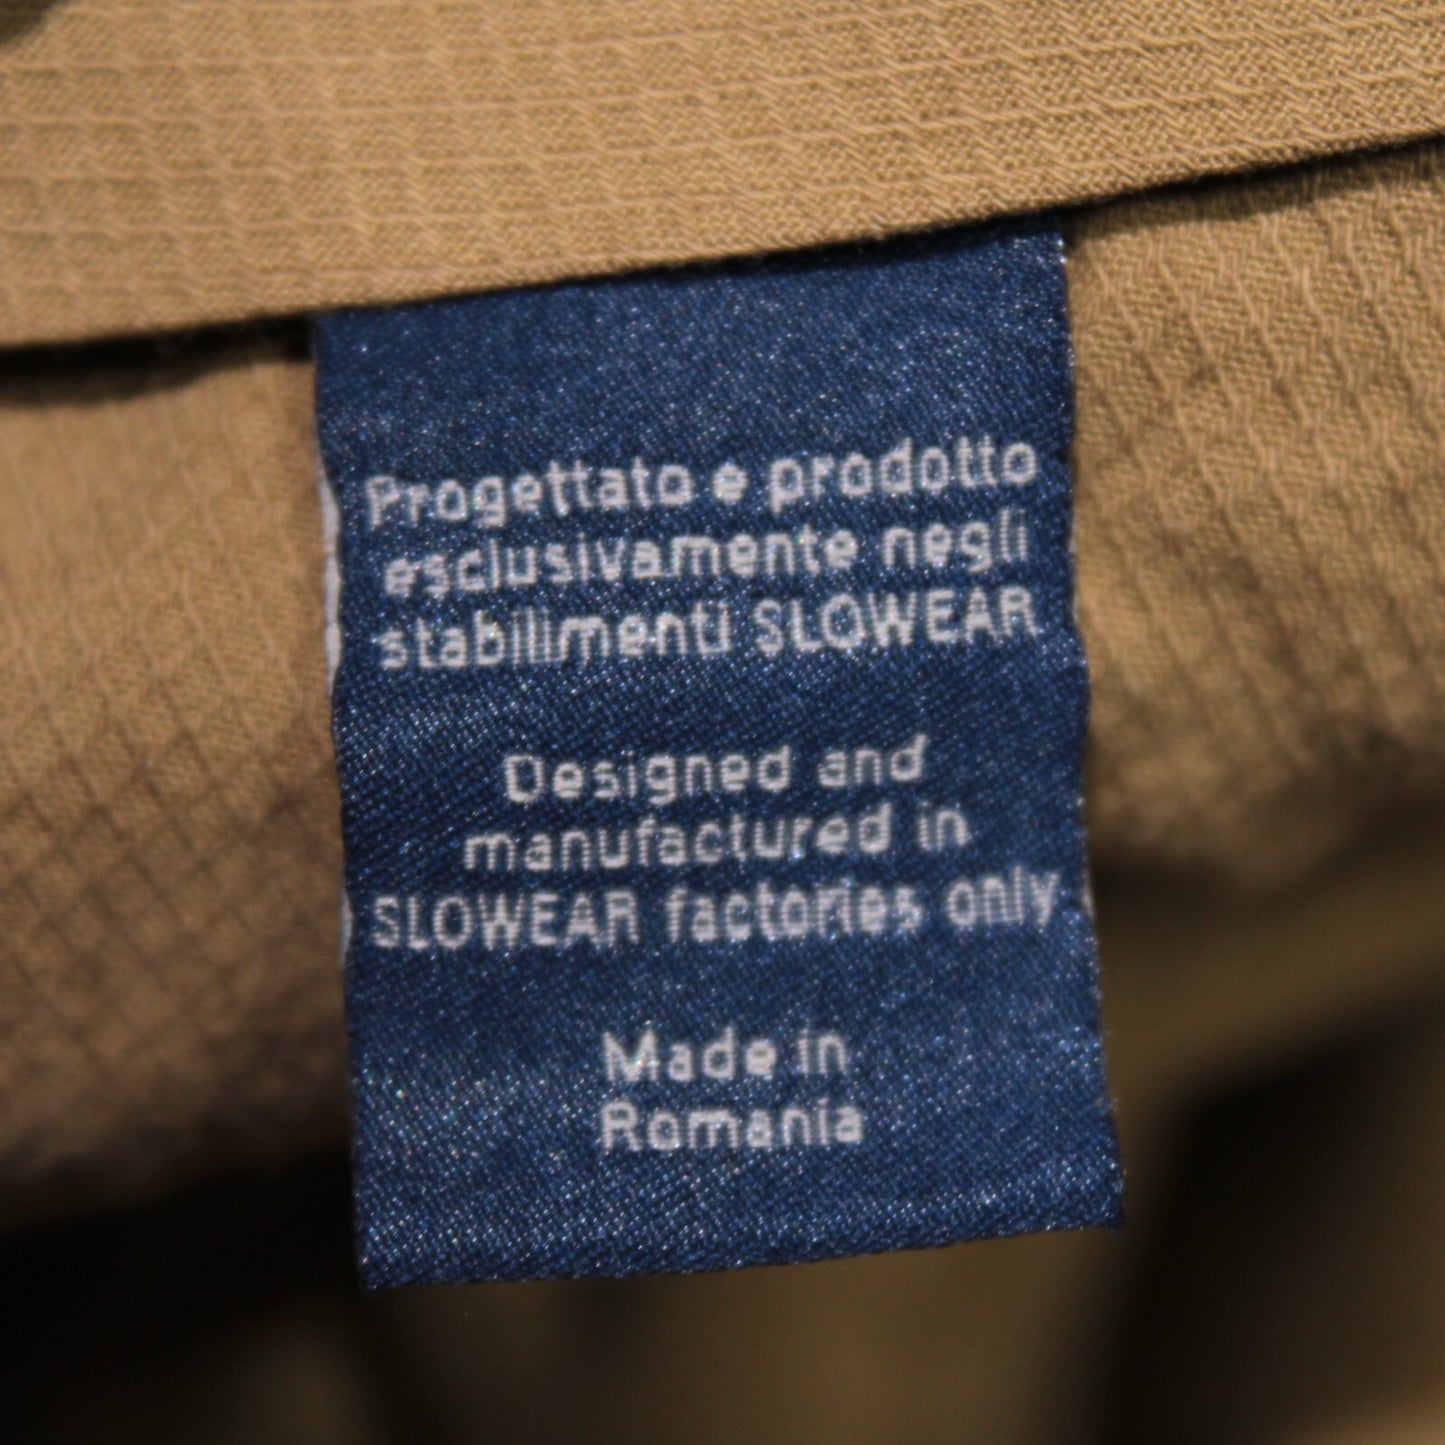 Progettato e prodotto
esclusivamente negli
stabilimenti SLOWEAR
Designed and
manufactured in
SLOWEAR factories only
Made in
Romania